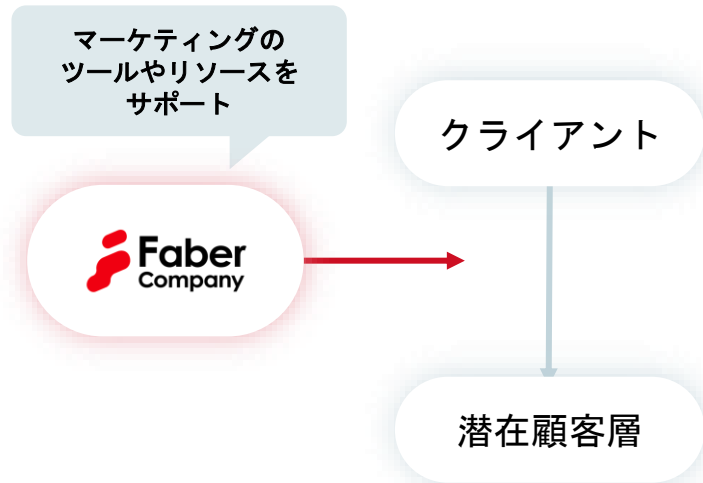 マーケティングの
ツールやリソースを
サポート
クライアント
Faber
Company
潜在顧客層